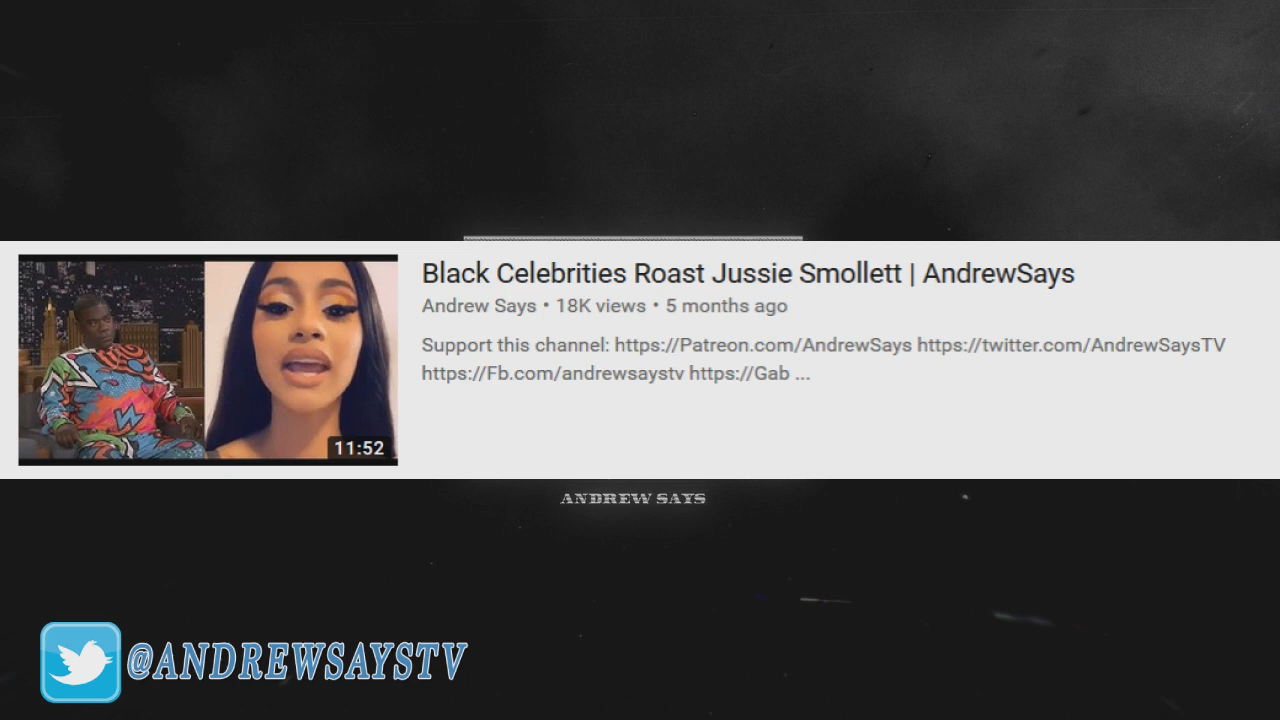 Black Celebrities Roast Jussie Smollett | AndrewSays
Andrew Says • 18K views • 5 months ago
Support this channel: https://Patreon.com/AndrewSays https://twitter.com/AndrewSaysTV
https://Fb.com/andrewsaystv https://Gab ...
11:52
ANDREW SAYS
@ANDREWSAYSTV